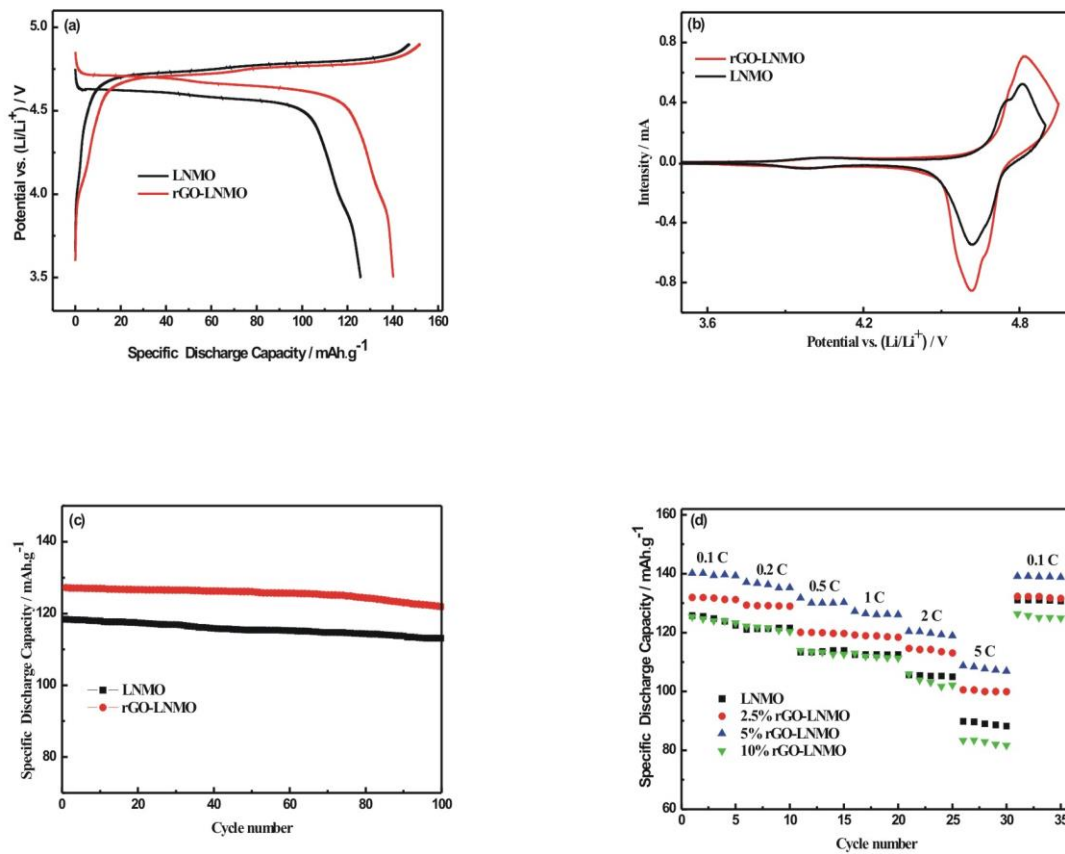 (a)
5.0
4.5
4.0
3.5
Potential vs. (Li/Li+) / V
LNMO
rGO-LNMO
0 20 40 60 80 100 120 140 160
Specific Discharge Capacity / mAh.g-1
(b)
0.8
0.4
0.0
-0.4
-0.8
Intensity / mA
rGO-LNMO
LNMO
3.6 4.2 4.8
Potential vs. (Li/Li+) / V
(c)
140
120
100
80
Specific Discharge Capacity / mAh.g-1
LNMO
rGO-LNMO
0 20 40 60 80 100
Cycle number
(d)
160
140
120
100
80
60
Specific Discharge Capacity / mAh.g-1
0.1 C
0.2 C
0.5 C
1 C
2 C
5 C
0.1 C
LNMO
2.5% rGO-LNMO
5% rGO-LNMO
10% rGO-LNMO
0 5 10 15 20 25 30 35
Cycle number